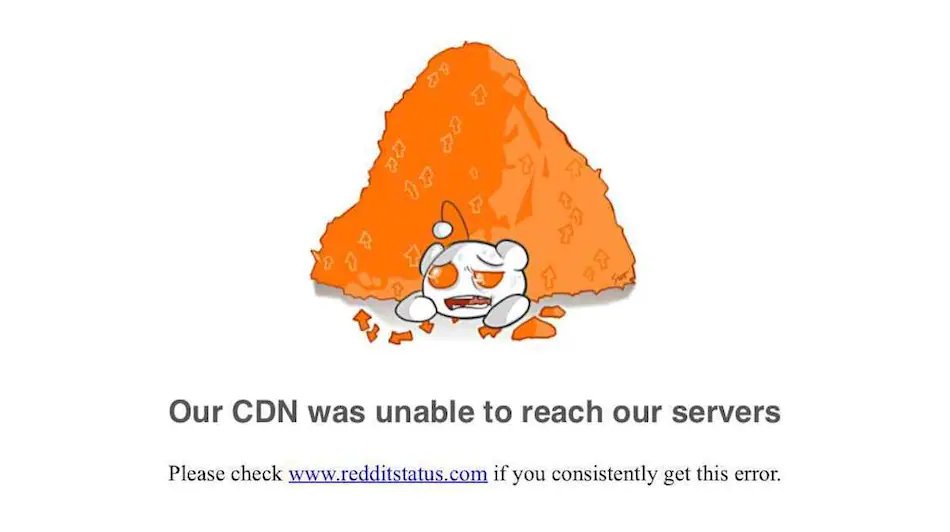 Our CDN was unable to reach our servers
Please check www.redditstatus.com if you consistently get this error.